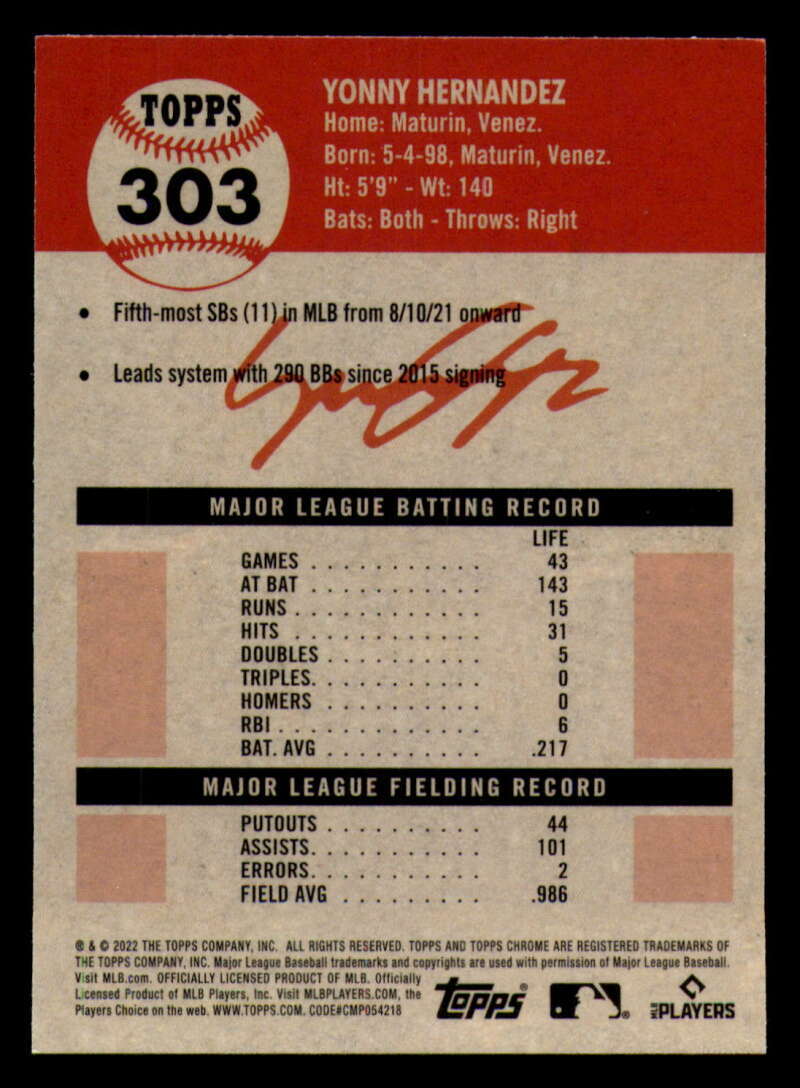 TOPPS
303
YONNY HERNANDEZ
Home: Maturin, Venez.
Born: 5-4-98, Maturin, Venez.
Ht: 5'9" - Wt: 140
Bats: Both - Throws: Right
• Fifth-most SBs (11) in MLB from 8/10/21 onward
• Leads system with 290 BBs since 2015 signing
MAJOR LEAGUE BATTING RECORD
LIFE
GAMES . . . . . . . . . . . 43
AT BAT . . . . . . . . . . . 143
RUNS . . . . . . . . . . . . 15
HITS . . . . . . . . . . . . 31
DOUBLES . . . . . . . . . . 5
TRIPLES. . . . . . . . . . . 0
HOMERS . . . . . . . . . . 0
RBI . . . . . . . . . . . . . 6
BAT. AVG . . . . . . . . . . .217
MAJOR LEAGUE FIELDING RECORD
PUTOUTS . . . . . . . . . . 44
ASSISTS. . . . . . . . . . . 101
ERRORS. . . . . . . . . . . 2
FIELD AVG . . . . . . . . . .986
® & © 2022 THE TOPPS COMPANY, INC. ALL RIGHTS RESERVED. TOPPS AND TOPPS CHROME ARE REGISTERED TRADEMARKS OF
THE TOPPS COMPANY, INC. Major League Baseball trademarks and copyrights are used with permission of Major League Baseball.
Visit MLB.com. OFFICIALLY LICENSED PRODUCT OF MLB. Officially
Licensed Product of MLB Players, Inc. Visit MLBPLAYERS.COM, the
Players Choice on the web. WWW.TOPPS.COM. CODE#CMP054218
topps®
MLB PLAYERS